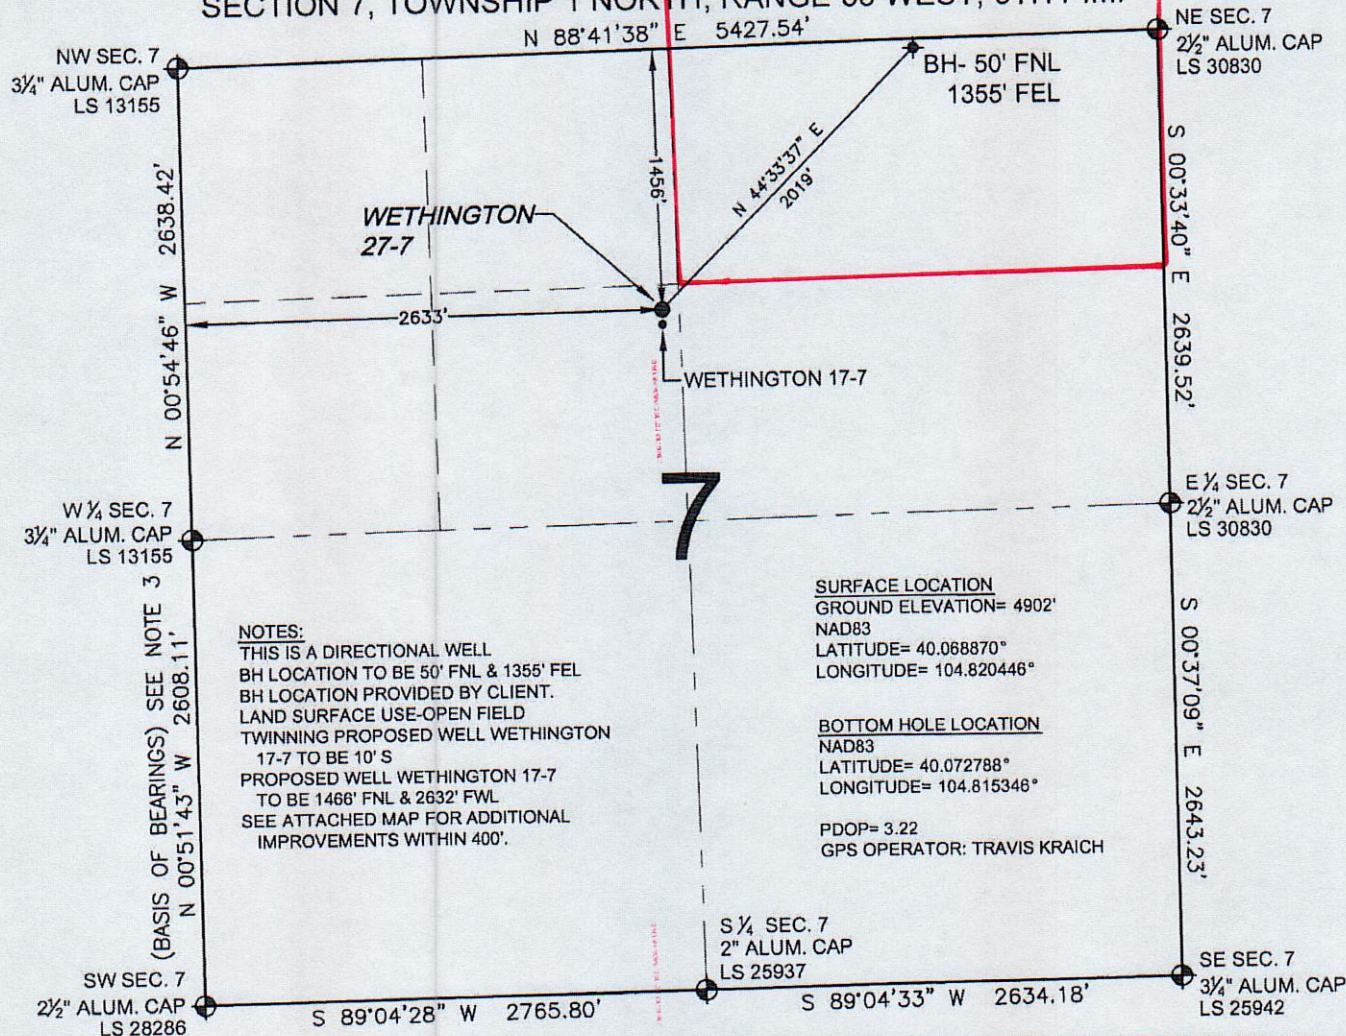 SECTION 7, TOWNSHIP 1 NORTH, RANGE WEST,
N 88°41'38" E 5427.54'
NW SEC. 7
3¼" ALUM. CAP
LS 13155
NE SEC. 7
2½" ALUM. CAP
LS 30830
BH- 50' FNL
1355' FEL
N 44°33'37" E
2019'
1456'
WETHINGTON
27-7
2633'
WETHINGTON 17-7
N 00°54'46" W 2638.42'
S 00°33'40" E 2639.52'
W ¼ SEC. 7
3¼" ALUM. CAP
LS 13155
E ¼ SEC. 7
2½" ALUM. CAP
LS 30830
7
(BASIS OF BEARINGS) SEE NOTE 3
N 00°51'43" W 2608.11'
NOTES:
THIS IS A DIRECTIONAL WELL
BH LOCATION TO BE 50' FNL & 1355' FEL
BH LOCATION PROVIDED BY CLIENT.
LAND SURFACE USE-OPEN FIELD
TWINNING PROPOSED WELL WETHINGTON
17-7 TO BE 10' S
PROPOSED WELL WETHINGTON 17-7
TO BE 1466' FNL & 2632' FWL
SEE ATTACHED MAP FOR ADDITIONAL
IMPROVEMENTS WITHIN 400'.
SURFACE LOCATION
GROUND ELEVATION= 4902'
NAD83
LATITUDE= 40.068870°
LONGITUDE= 104.820446°
BOTTOM HOLE LOCATION
NAD83
LATITUDE= 40.072788°
LONGITUDE= 104.815346°
PDOP= 3.22
GPS OPERATOR: TRAVIS KRAICH
S 00°37'09" E 2643.23'
SW SEC. 7
2½" ALUM. CAP
LS 28286
S ¼ SEC. 7
2" ALUM. CAP
LS 25937
SE SEC. 7
3¼" ALUM. CAP
LS 25942
S 89°04'28" W 2765.80'
S 89°04'33" W 2634.18'